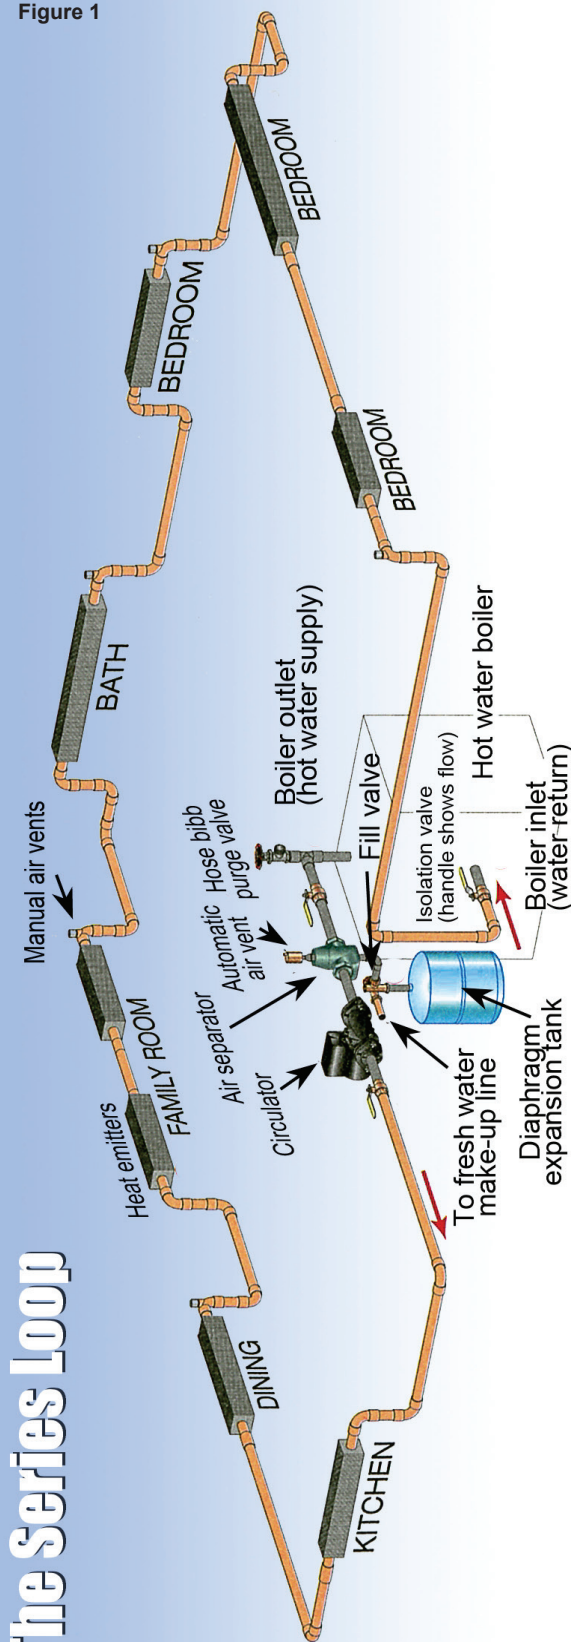 Figure 1
The Series Loop
Manual air vents
Heat emitters
FAMILY ROOM
BATH
BEDROOM
BEDROOM
BEDROOM
DINING
KITCHEN
Air separator
Circulator
Automatic
air vent
Hose bibb
purge valve
Boiler outlet
(hot water supply)
Fill valve
Isolation valve
(handle shows flow)
Hot water boiler
Boiler inlet
(water return)
To fresh water
make-up line
Diaphragm
expansion tank